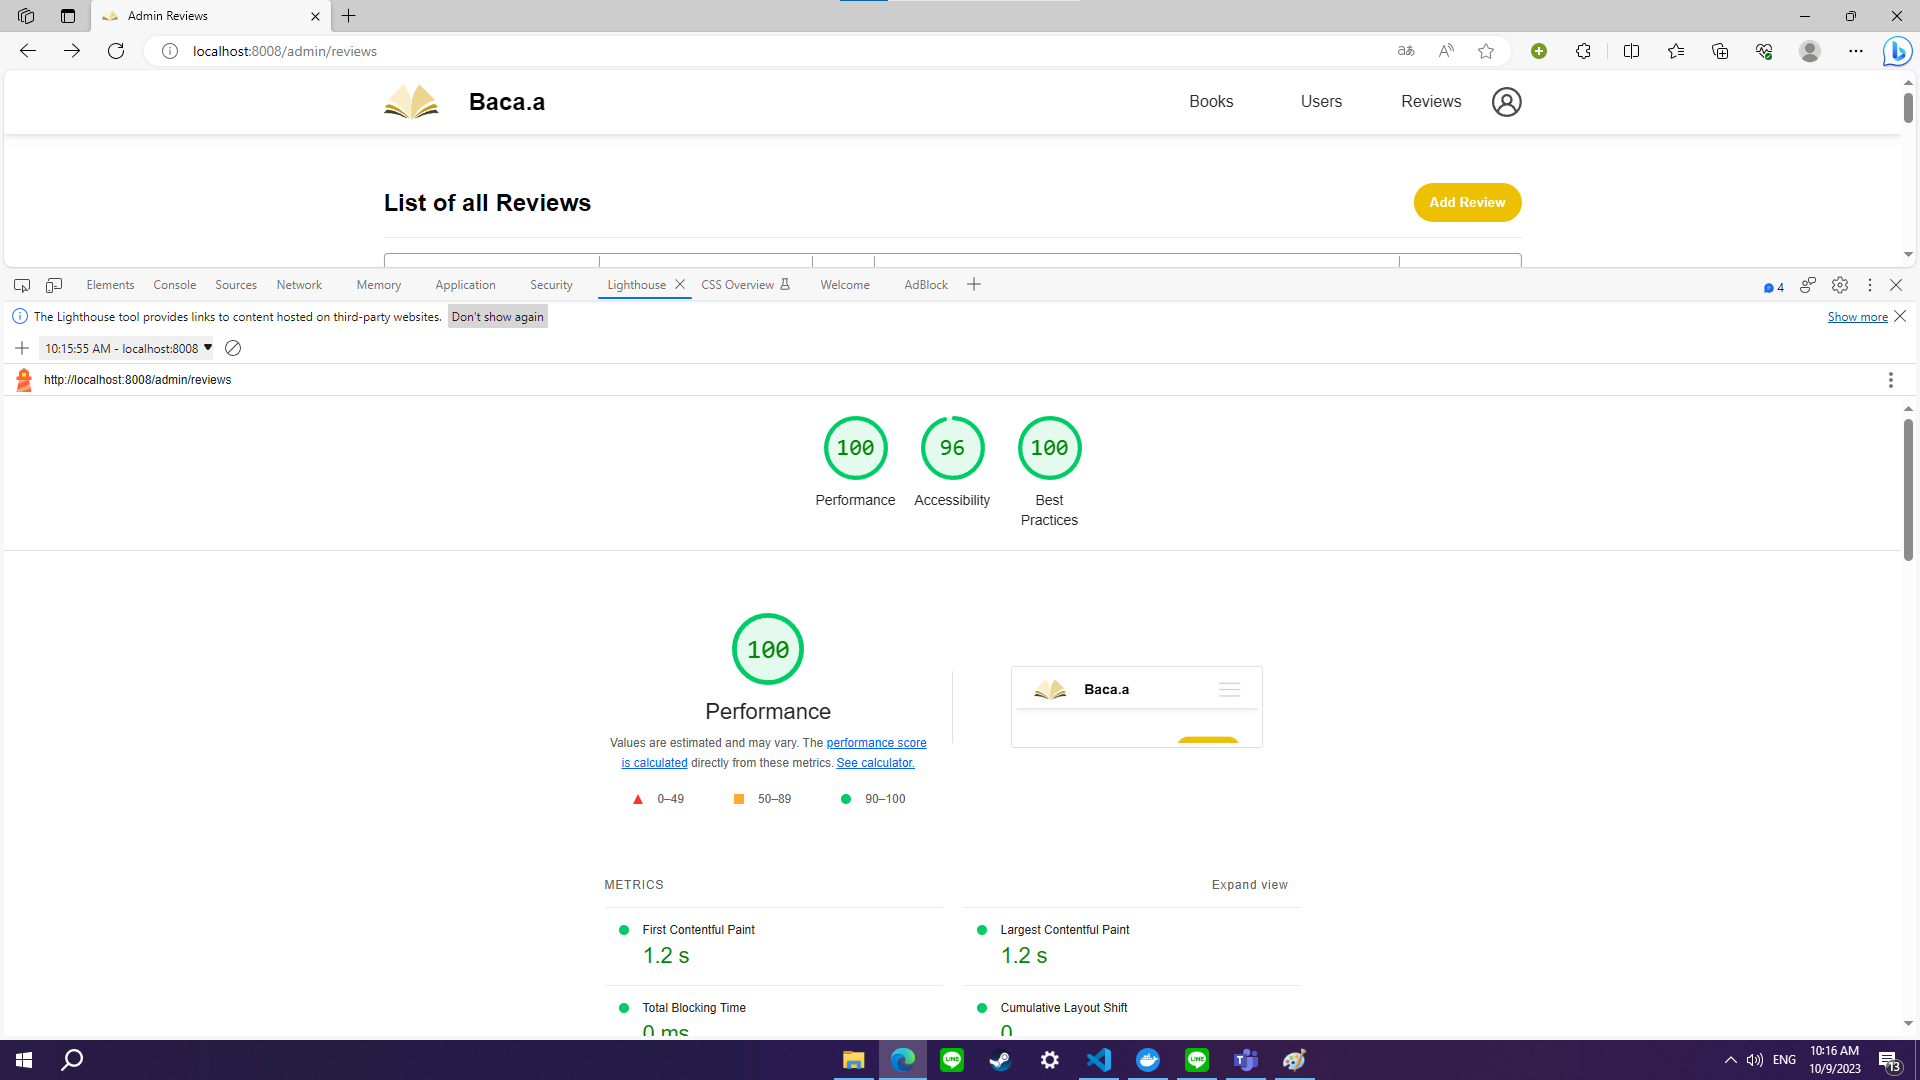 Admin Reviews
localhost:8008/admin/reviews
Baca.a
Books Users Reviews
List of all Reviews
Add Review
Elements Console Sources Network Memory Application Security Lighthouse CSS Overview Welcome AdBlock
4
The Lighthouse tool provides links to content hosted on third-party websites. Don't show again
Show more
10:15:55 AM - localhost:8008
http://localhost:8008/admin/reviews
100 96 100
Performance Accessibility Best
Practices
100
Performance
Values are estimated and may vary. The performance score
is calculated directly from these metrics. See calculator.
0–49 50–89 90–100
Baca.a
METRICS
Expand view
First Contentful Paint
1.2 s
Largest Contentful Paint
1.2 s
Total Blocking Time
0 ms
Cumulative Layout Shift
0
ENG
10:16 AM
10/9/2023
13